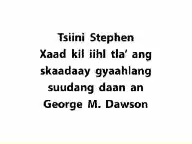 Tsiini Stephen
Xaad kil iihl tla' ang
skaadaay gyaahlang
suudang daan an
George M. Dawson